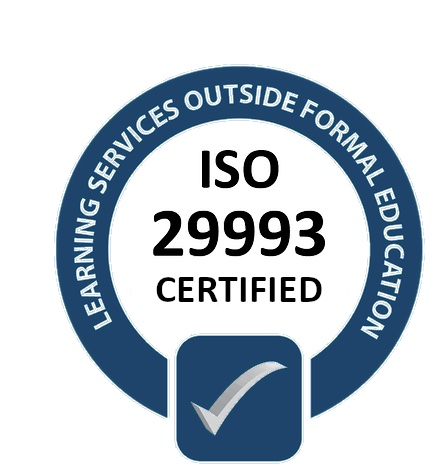 LEARNING SERVICES OUTSIDE FORMAL EDUCATION
ISO
29993
CERTIFIED